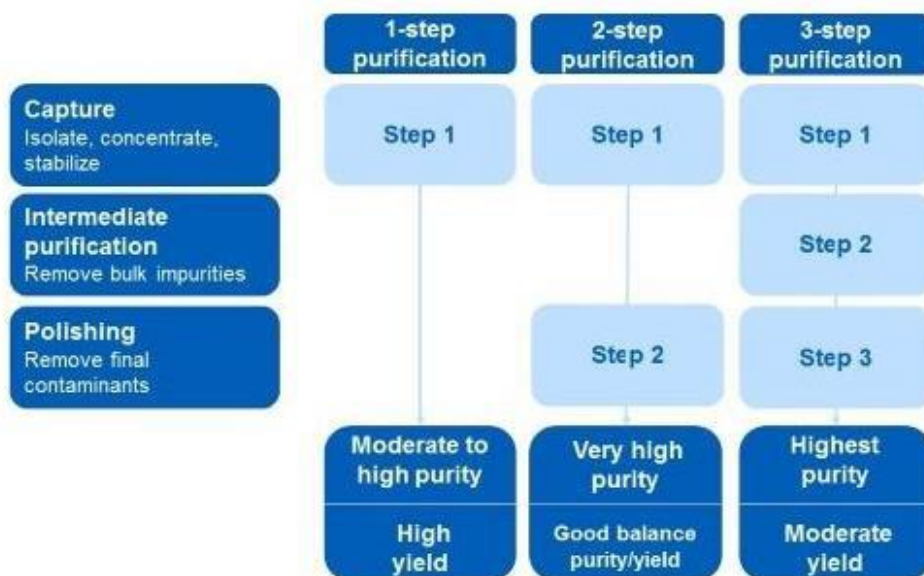 1-step
purification
2-step
purification
3-step
purification
Capture
Isolate, concentrate,
stabilize
Step 1
Step 1
Step 1
Intermediate
purification
Remove bulk impurities
Step 2
Polishing
Remove final
contaminants
Step 2
Step 3
Moderate to
high purity
Very high
purity
Highest
purity
High
yield
Good balance
purity/yield
Moderate
yield